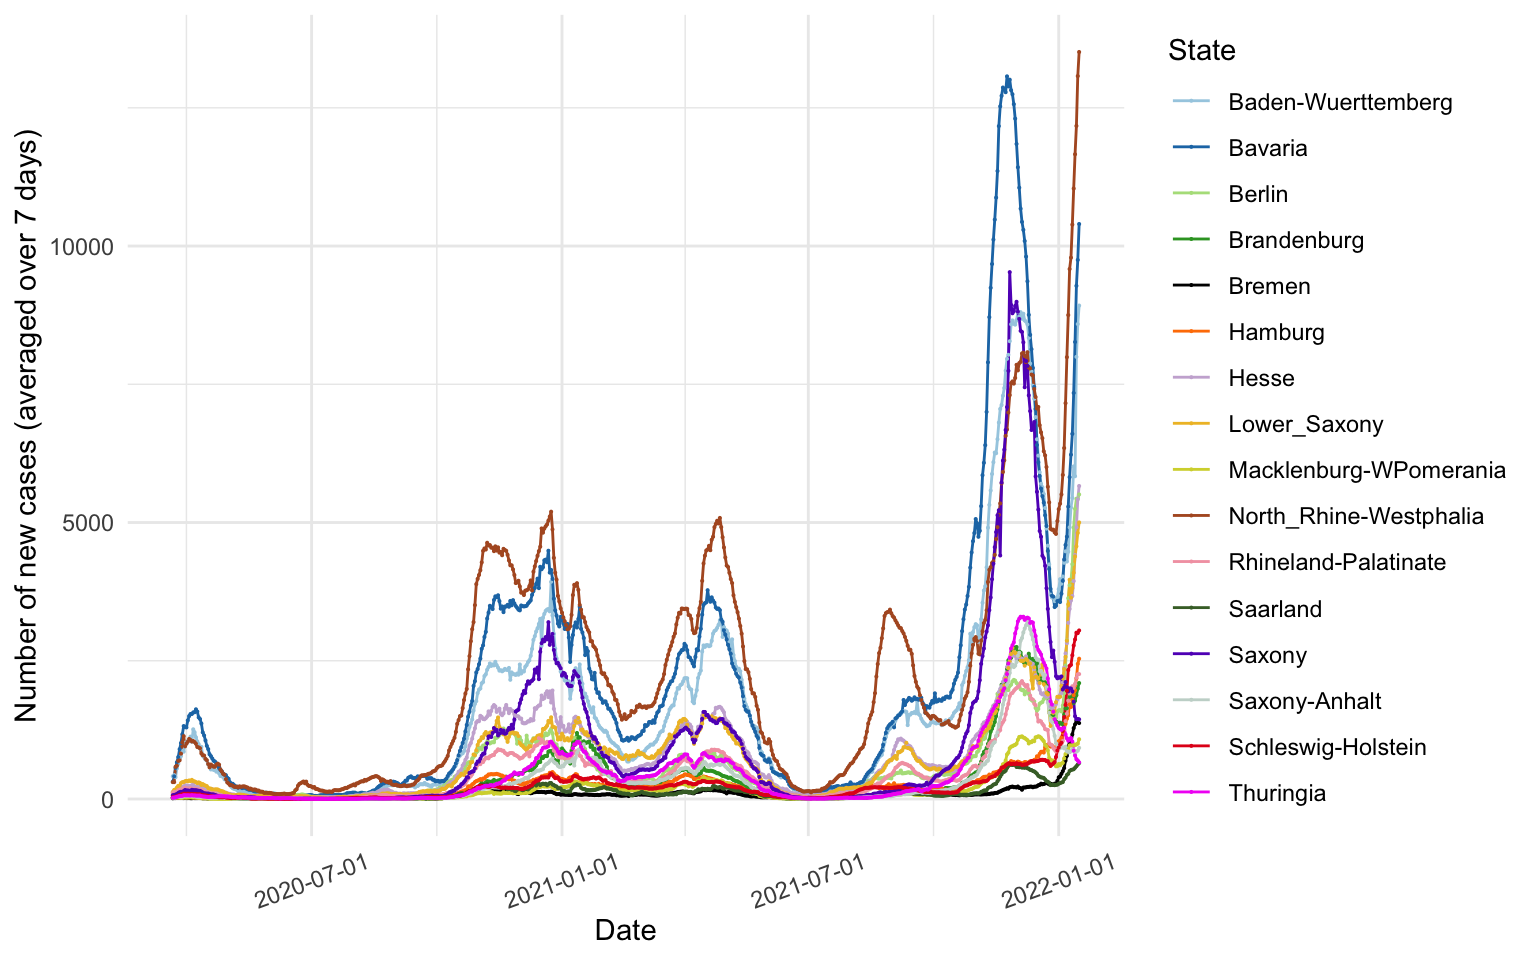 Number of new cases (averaged over 7 days)
10000
5000
0
2020-07-01
2021-01-01
2021-07-01
2022-01-01
Date
State
Baden-Wuerttemberg
Bavaria
Berlin
Brandenburg
Bremen
Hamburg
Hesse
Lower_Saxony
Macklenburg-WPomerania
North_Rhine-Westphalia
Rhineland-Palatinate
Saarland
Saxony
Saxony-Anhalt
Schleswig-Holstein
Thuringia